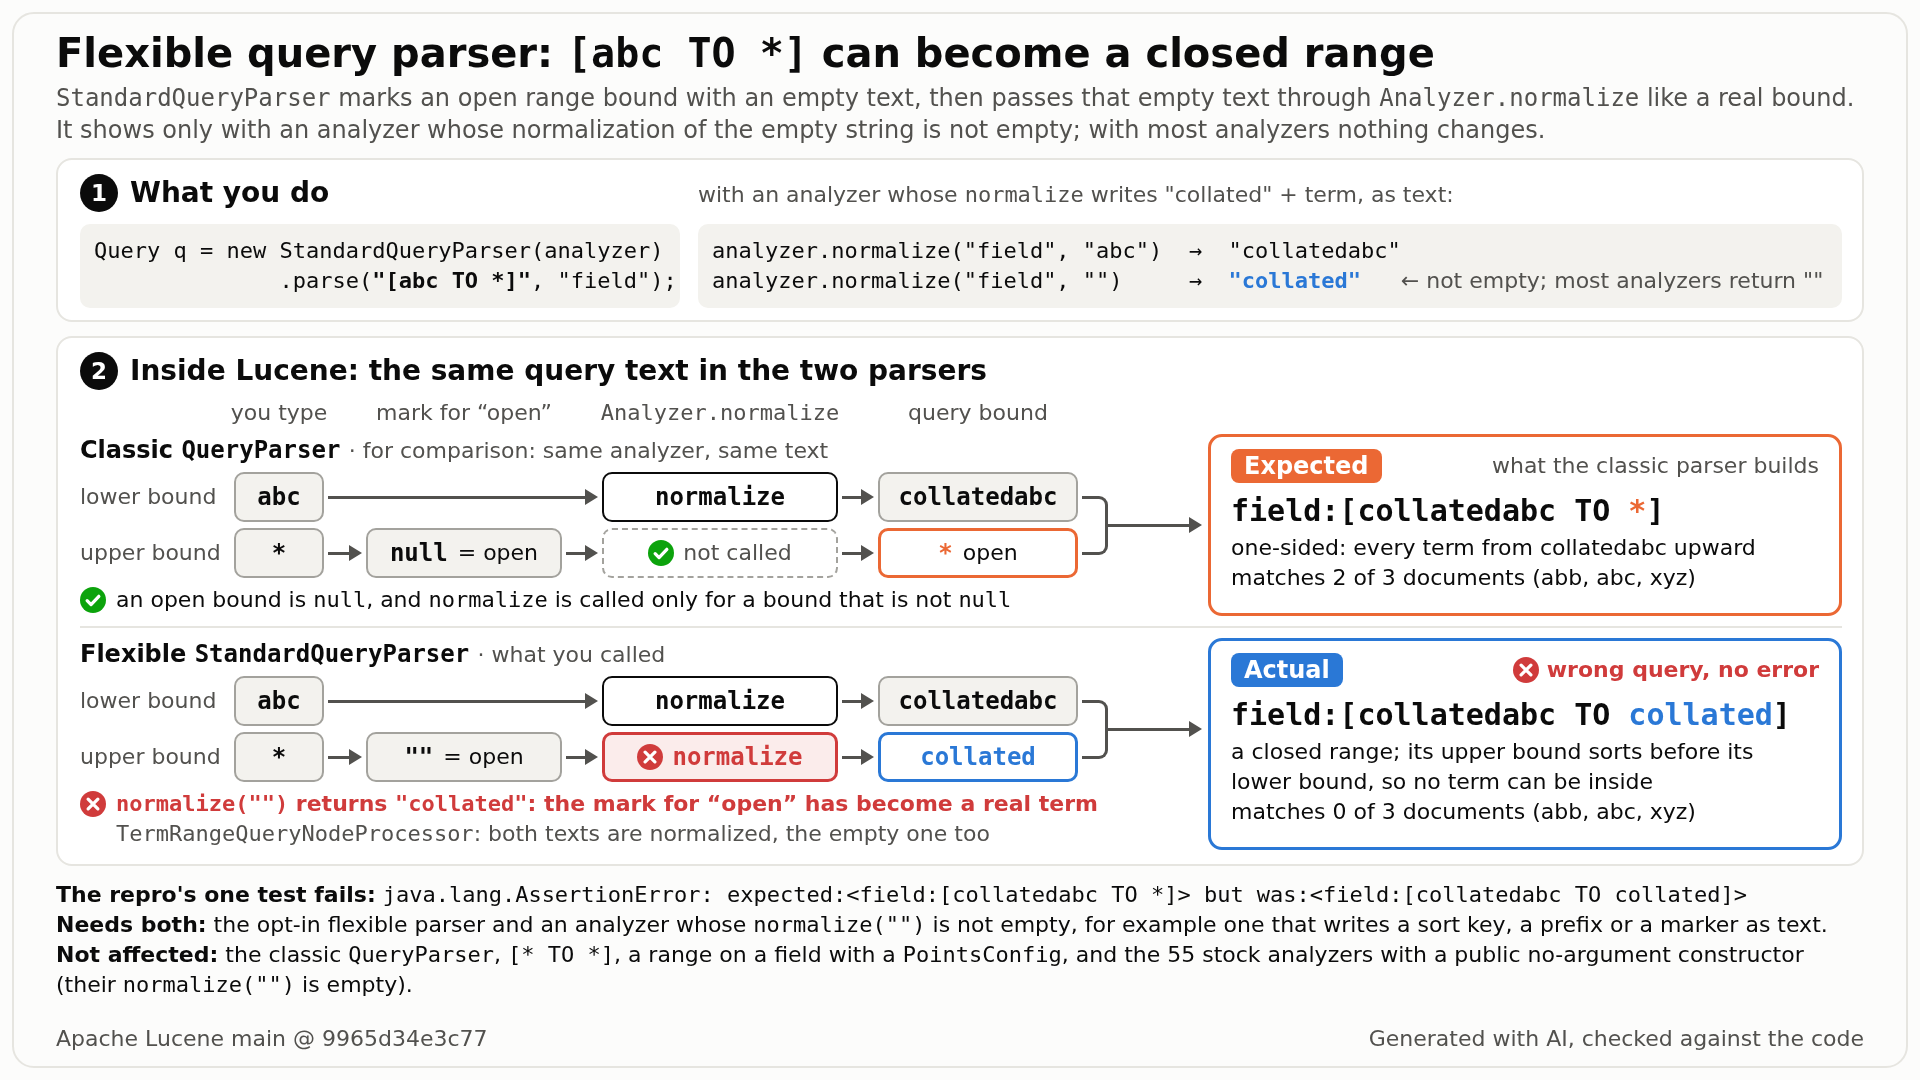 Flexible query parser: [abc TO *] can become a closed range
StandardQueryParser marks an open range bound with an empty text, then passes that empty text through Analyzer.normalize like a real bound.
It shows only with an analyzer whose normalization of the empty string is not empty; with most analyzers nothing changes.
1 What you do
with an analyzer whose normalize writes "collated" + term, as text:
Query q = new StandardQueryParser(analyzer)
.parse("[abc TO *]", "field");
analyzer.normalize("field", "abc") → "collatedabc"
analyzer.normalize("field", "") → "collated" ← not empty; most analyzers return ""
2 Inside Lucene: the same query text in the two parsers
you type mark for “open” Analyzer.normalize query bound
Classic QueryParser · for comparison: same analyzer, same text
lower bound abc normalize collatedabc
upper bound * null = open not called * open
an open bound is null, and normalize is called only for a bound that is not null
Expected what the classic parser builds
field:[collatedabc TO *]
one-sided: every term from collatedabc upward
matches 2 of 3 documents (abb, abc, xyz)
Flexible StandardQueryParser · what you called
lower bound abc normalize collatedabc
upper bound * "" = open normalize collated
normalize("") returns "collated": the mark for “open” has become a real term
TermRangeQueryNodeProcessor: both texts are normalized, the empty one too
Actual wrong query, no error
field:[collatedabc TO collated]
a closed range; its upper bound sorts before its
lower bound, so no term can be inside
matches 0 of 3 documents (abb, abc, xyz)
The repro's one test fails: java.lang.AssertionError: expected:<field:[collatedabc TO *]> but was:<field:[collatedabc TO collated]>
Needs both: the opt-in flexible parser and an analyzer whose normalize("") is not empty, for example one that writes a sort key, a prefix or a marker as text.
Not affected: the classic QueryParser, [* TO *], a range on a field with a PointsConfig, and the 55 stock analyzers with a public no-argument constructor
(their normalize("") is empty).
Apache Lucene main @ 9965d34e3c77
Generated with AI, checked against the code